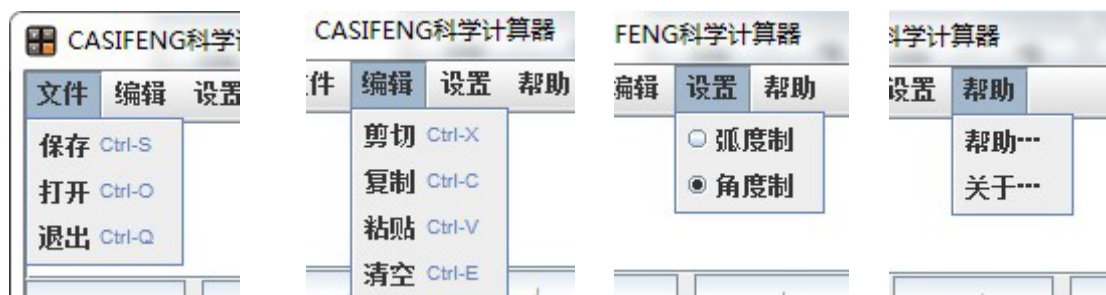 CASIFENG科学计
文件 编辑 设置
保存 Ctrl-S
打开 Ctrl-O
退出 Ctrl-Q
CASIFENG科学计算器
件 编辑 设置 帮助
剪切 Ctrl-X
复制 Ctrl-C
粘贴 Ctrl-V
清空 Ctrl-E
FENG科学计算器
编辑 设置 帮助
弧度制
角度制
科学计算器
设置 帮助
帮助…
关于…